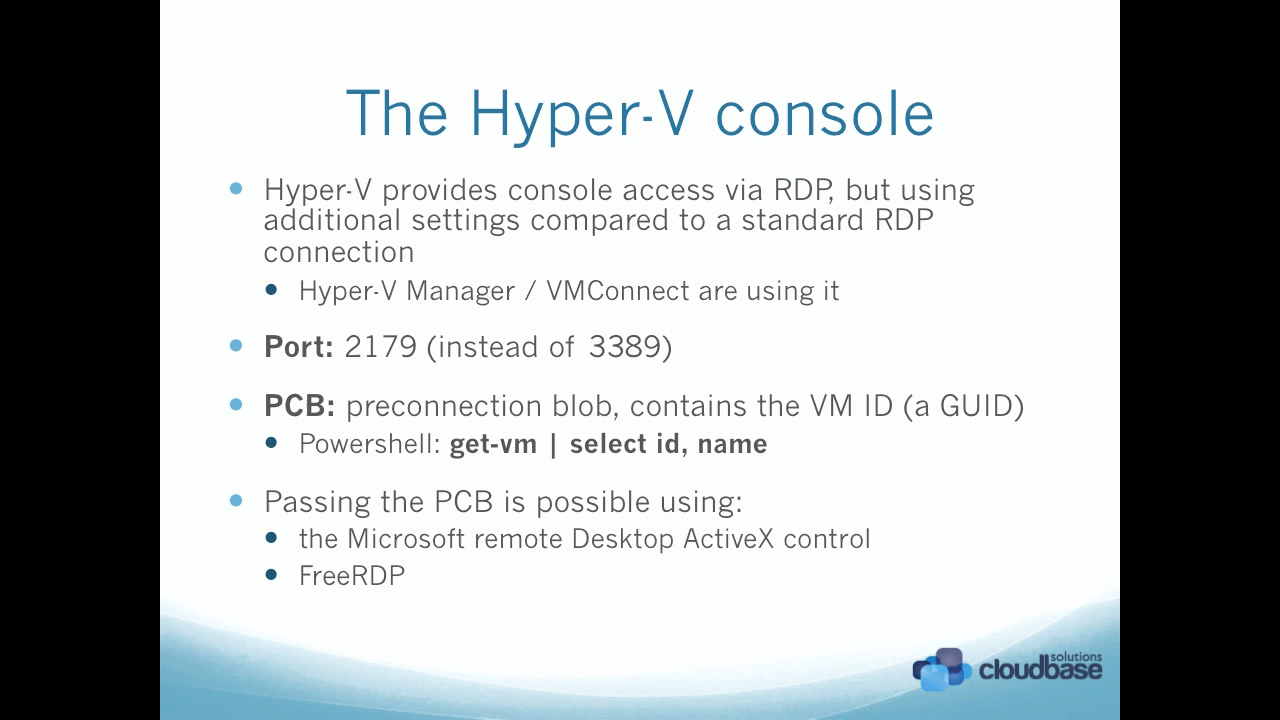 The Hyper-V console
Hyper-V provides console access via RDP, but using
additional settings compared to a standard RDP
connection
Hyper-V Manager / VMConnect are using it
Port: 2179 (instead of 3389)
PCB: preconnection blob, contains the VM ID (a GUID)
Powershell: get-vm | select id, name
Passing the PCB is possible using:
the Microsoft remote Desktop ActiveX control
FreeRDP
solutions
cloudbase